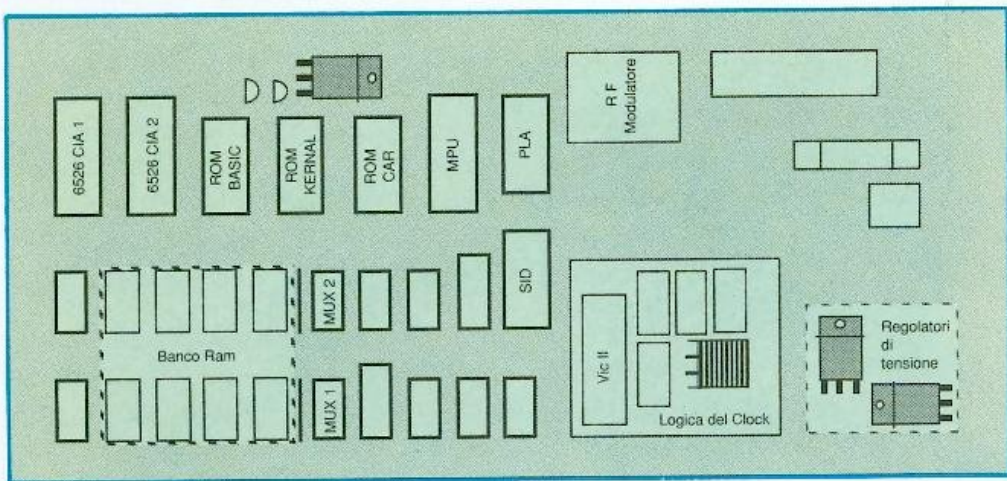 6526 CIA 1
6526 CIA 2
ROM
BASIC
ROM
KERNAL
ROM
CAR
MPU
PLA
R F
Modulatore
MUX 2
SID
Banco Ram
MUX 1
Vic II
Logica del Clock
Regolatori
di
tensione